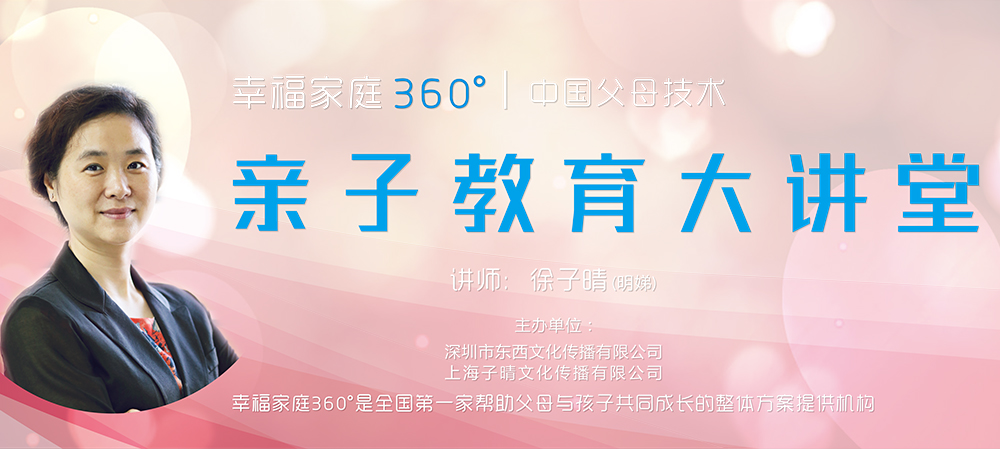 幸福家庭360°|中国父母技术
亲子教育大讲堂
讲师：徐子晴(明娣)
主办单位：
深圳市东西文化传播有限公司
上海子晴文化传播有限公司
幸福家庭360°是全国第一家帮助父母与孩子共同成长的整体方案提供机构